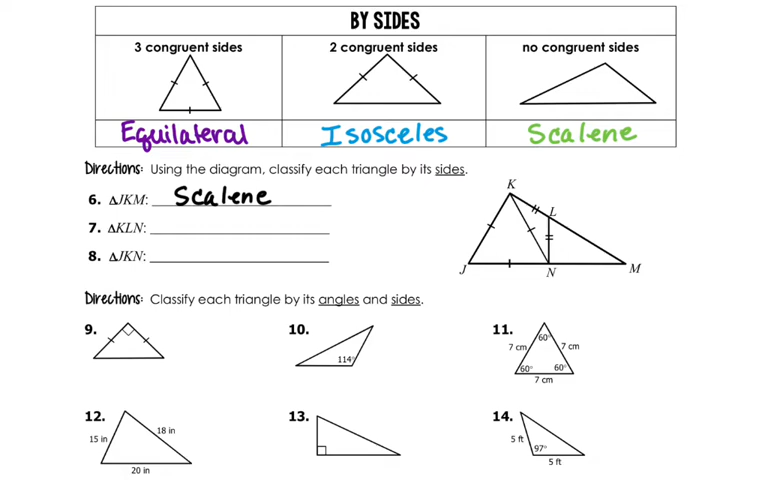 BY SIDES
3 congruent sides 2 congruent sides no congruent sides
Equilateral Isosceles Scalene
Directions: Using the diagram, classify each triangle by its sides.
6. ΔJKM: Scalene
7. ΔKLN:
8. ΔJKN:
K
L
J N M
Directions: Classify each triangle by its angles and sides.
9. 10. 114° 11. 60° 7 cm 7 cm 60° 60° 7 cm
12. 15 in 18 in 20 in 13. 14. 5 ft 97° 5 ft